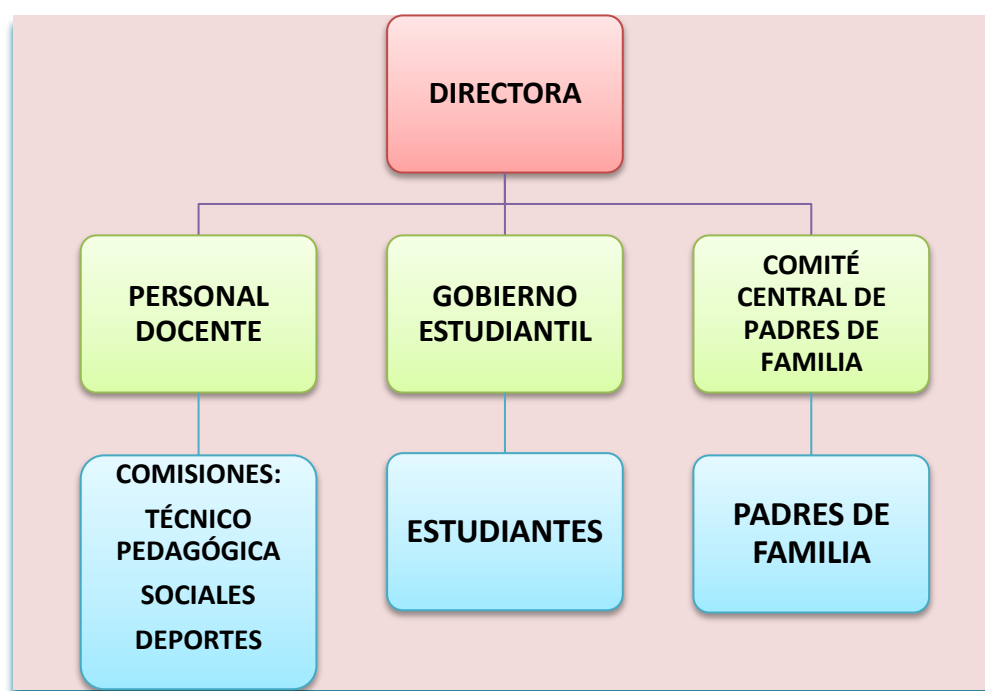 DIRECTORA
PERSONAL
DOCENTE
GOBIERNO
ESTUDIANTIL
COMITÉ
CENTRAL DE
PADRES DE
FAMILIA
COMISIONES:
TÉCNICO
PEDAGÓGICA
SOCIALES
DEPORTES
ESTUDIANTES
PADRES DE
FAMILIA